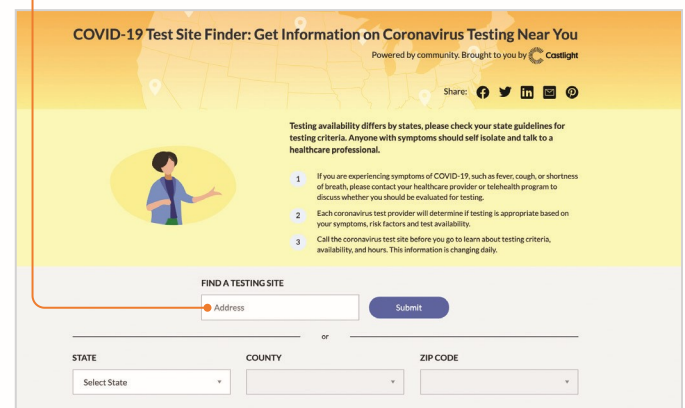 COVID-19 Test Site Finder: Get Information on Coronavirus Testing Near You
Powered by community. Brought to you by Castlight
Share:
Testing availability differs by states, please check your state guidelines for
testing criteria. Anyone with symptoms should self isolate and talk to a
healthcare professional.
1 If you are experiencing symptoms of COVID-19, such as fever, cough, or shortness
of breath, please contact your healthcare provider or telehealth program to
discuss whether you should be evaluated for testing.
2 Each coronavirus test provider will determine if testing is appropriate based on
your symptoms, risk factors and test availability.
3 Call the coronavirus test site before you go to learn about testing criteria,
availability, and hours. This information is changing daily.
FIND A TESTING SITE
Address Submit
or
STATE COUNTY ZIP CODE
Select State